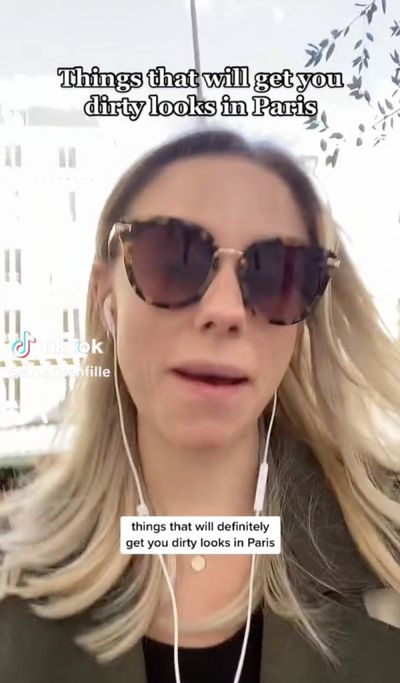 Things that will get you
dirty looks in Paris
TikTok
things that will definitely
get you dirty looks in Paris